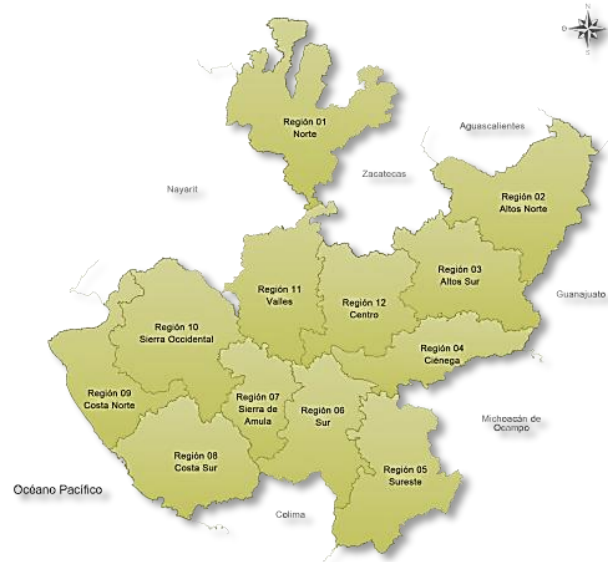 N
S
Región 01
Norte
Aguascalientes
Zacatecas
Nayarit
Región 02
Altos Norte
Región 03
Altos Sur
Guanajuato
Región 11
Valles
Región 12
Centro
Región 10
Sierra Occidental
Región 04
Ciénega
Región 09
Costa Norte
Región 07
Sierra de
Amula
Región 06
Sur
Michoacán de
Ocampo
Región 08
Costa Sur
Región 05
Sureste
Océano Pacífico
Colima